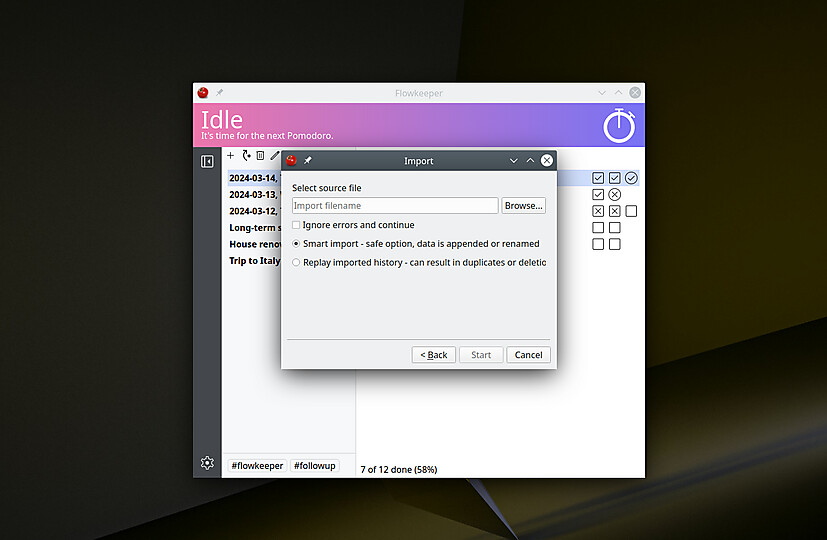 Flowkeeper
Idle
It's time for the next Pomodoro.
Import
2024-03-14,
2024-03-13,
2024-03-12,
Long-term
House
Trip to Italy
Select source file
Import filename
Browse...
Ignore errors and continue
Smart import - safe option, data is appended or renamed
Replay imported history - can result in duplicates or
< Back
Start
Cancel
#flowkeeper
#followup
7 of 12 done (58%)